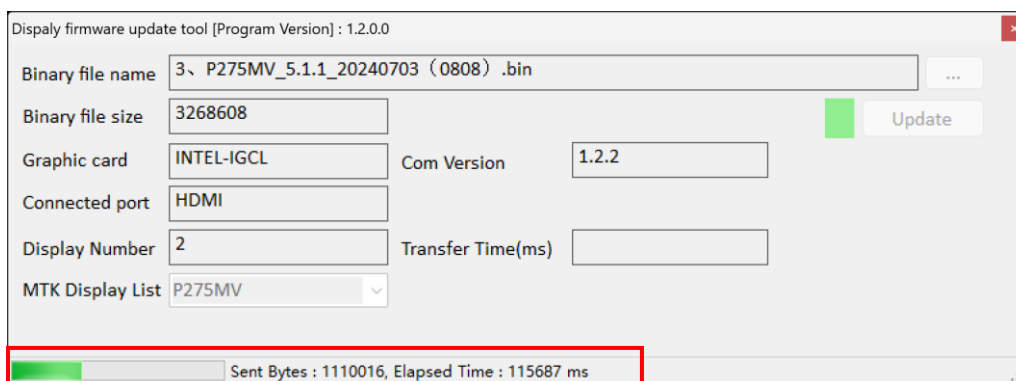 Dispaly firmware update tool [Program Version] : 1.2.0.0
Binary file name 3、P275MV_5.1.1_20240703（0808）.bin ...
Binary file size 3268608 Update
Graphic card INTEL-IGCL Com Version 1.2.2
Connected port HDMI
Display Number 2 Transfer Time(ms)
MTK Display List P275MV
Sent Bytes : 1110016, Elapsed Time : 115687 ms